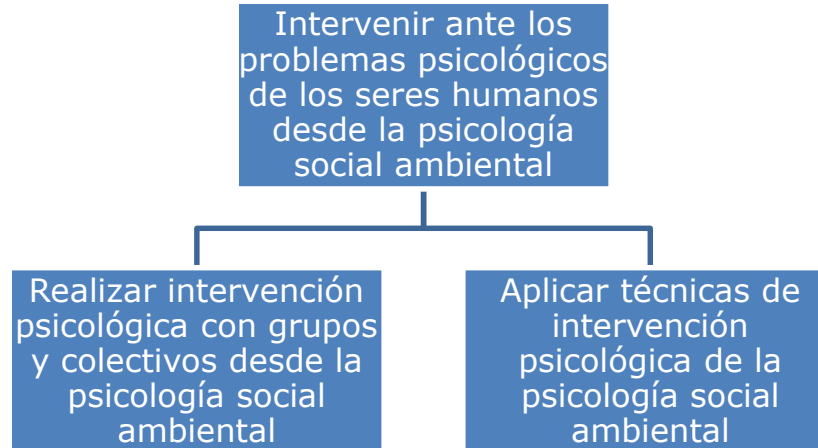 Intervenir ante los
problemas psicológicos
de los seres humanos
desde la psicología
social ambiental
Realizar intervención
psicológica con grupos
y colectivos desde la
psicología social
ambiental
Aplicar técnicas de
intervención
psicológica de la
psicología social
ambiental